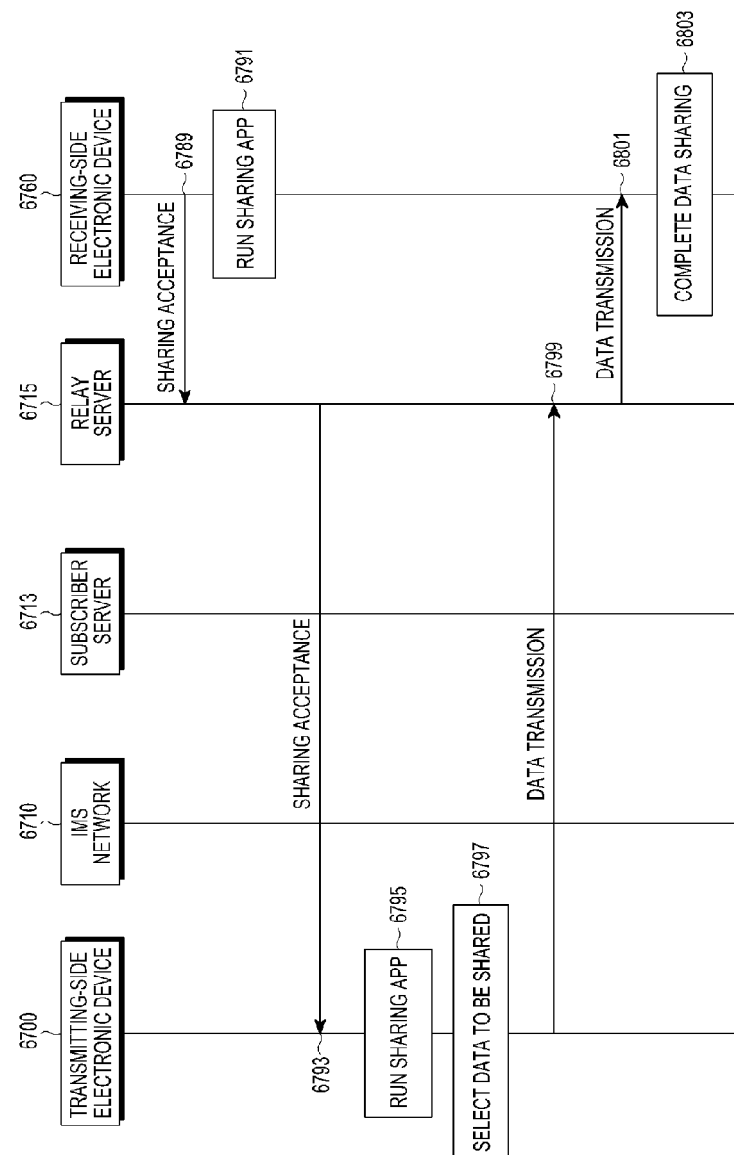 6700
TRANSMITTING-SIDE
ELECTRONIC DEVICE
6710
IMS
NETWORK
6713
SUBSCRIBER
SERVER
6715
RELAY
SERVER
6760
RECEIVING-SIDE
ELECTRONIC DEVICE
SHARING ACCEPTANCE
6789
RUN SHARING APP
6791
SHARING ACCEPTANCE
6793
RUN SHARING APP
6795
SELECT DATA TO BE SHARED
6797
DATA TRANSMISSION
6799
DATA TRANSMISSION
6801
COMPLETE DATA SHARING
6803